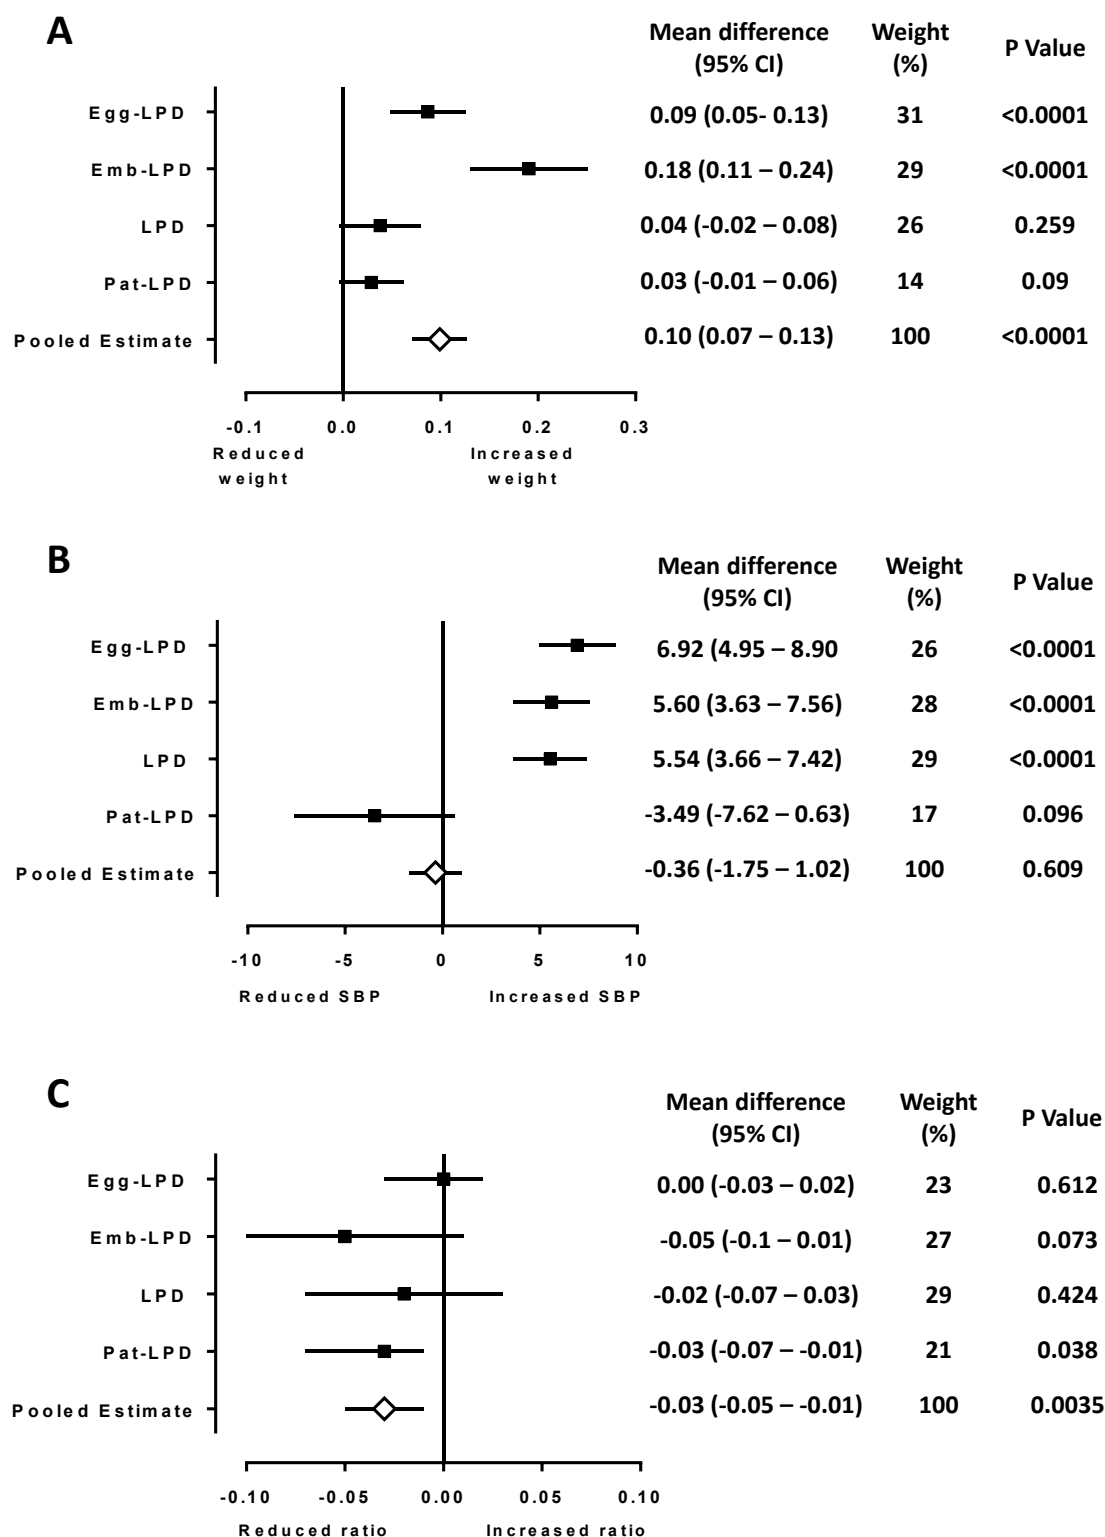 A
Mean difference Weight P Value
(95% CI) (%)
Egg-LPD 0.09 (0.05- 0.13) 31 <0.0001
Emb-LPD 0.18 (0.11 – 0.24) 29 <0.0001
LPD 0.04 (-0.02 – 0.08) 26 0.259
Pat-LPD 0.03 (-0.01 – 0.06) 14 0.09
Pooled Estimate 0.10 (0.07 – 0.13) 100 <0.0001
-0.1 0.0 0.1 0.2 0.3
Reduced Increased
weight weight
B
Mean difference Weight P Value
(95% CI) (%)
Egg-LPD 6.92 (4.95 – 8.90 26 <0.0001
Emb-LPD 5.60 (3.63 – 7.56) 28 <0.0001
LPD 5.54 (3.66 – 7.42) 29 <0.0001
Pat-LPD -3.49 (-7.62 – 0.63) 17 0.096
Pooled Estimate -0.36 (-1.75 – 1.02) 100 0.609
-10 -5 0 5 10
Reduced SBP Increased SBP
C
Mean difference Weight P Value
(95% CI) (%)
Egg-LPD 0.00 (-0.03 – 0.02) 23 0.612
Emb-LPD -0.05 (-0.1 – 0.01) 27 0.073
LPD -0.02 (-0.07 – 0.03) 29 0.424
Pat-LPD -0.03 (-0.07 – -0.01) 21 0.038
Pooled Estimate -0.03 (-0.05 – -0.01) 100 0.0035
-0.10 -0.05 0.00 0.05 0.10
Reduced ratio Increased ratio